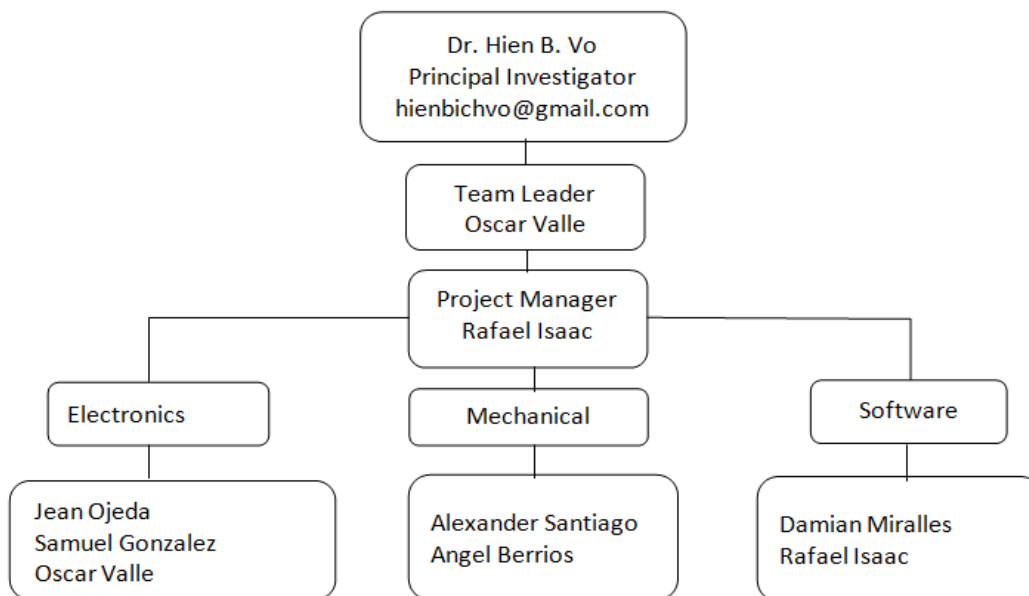 Dr. Hien B. Vo
Principal Investigator
hienbichvo@gmail.com
Team Leader
Oscar Valle
Project Manager
Rafael Isaac
Electronics
Mechanical
Software
Jean Ojeda
Samuel Gonzalez
Oscar Valle
Alexander Santiago
Angel Berrios
Damian Miralles
Rafael Isaac